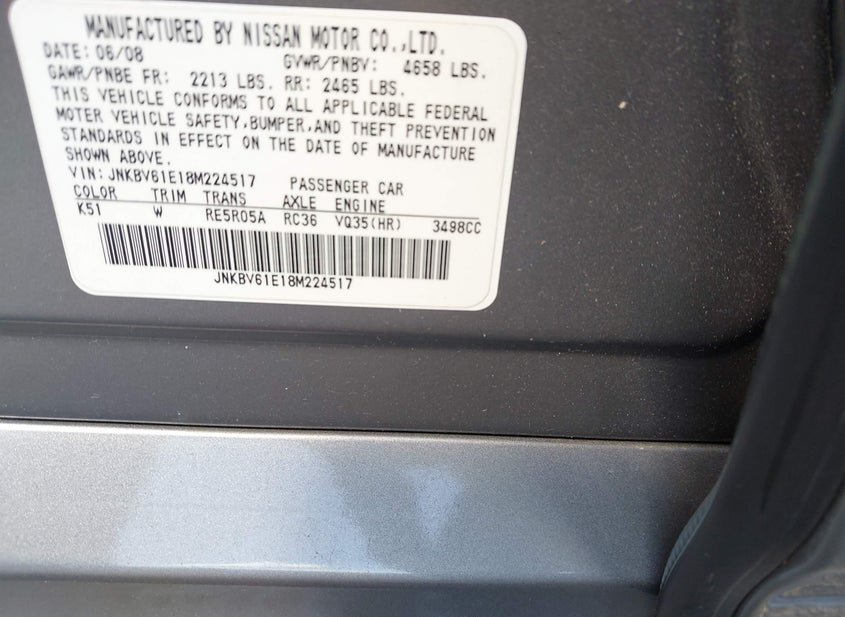 MANUFACTURED BY NISSAN MOTOR CO.,LTD.
DATE: 06/08 GVWR/PNBV: 4658 LBS.
GAWR/PNBE FR: 2213 LBS. RR: 2465 LBS.
THIS VEHICLE CONFORMS TO ALL APPLICABLE FEDERAL
MOTER VEHICLE SAFETY,BUMPER,AND THEFT PREVENTION
STANDARDS IN EFFECT ON THE DATE OF MANUFACTURE
SHOWN ABOVE.
VIN: JNKBV61E18M224517 PASSENGER CAR
COLOR TRIM TRANS AXLE ENGINE
K51 W RE5R05A RC36 VQ35(HR) 3498CC
JNKBV61E18M224517